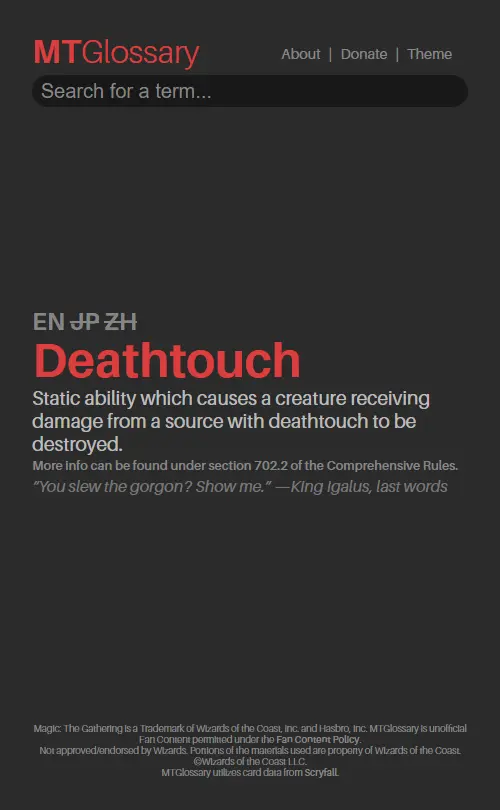 MTGlossary
About | Donate | Theme
Search for a term...
EN JP ZH
Deathtouch
Static ability which causes a creature receiving
damage from a source with deathtouch to be
destroyed.
More info can be found under section 702.2 of the Comprehensive Rules.
“You slew the gorgon? Show me.” —King Igalus, last words
Magic: The Gathering is a Trademark of Wizards of the Coast, Inc. and Hasbro, Inc. MTGlossary is unofficial
Fan Content permitted under the Fan Content Policy.
Not approved/endorsed by Wizards. Portions of the materials used are property of Wizards of the Coast.
©Wizards of the Coast LLC.
MTGlossary utilizes card data from Scryfall.